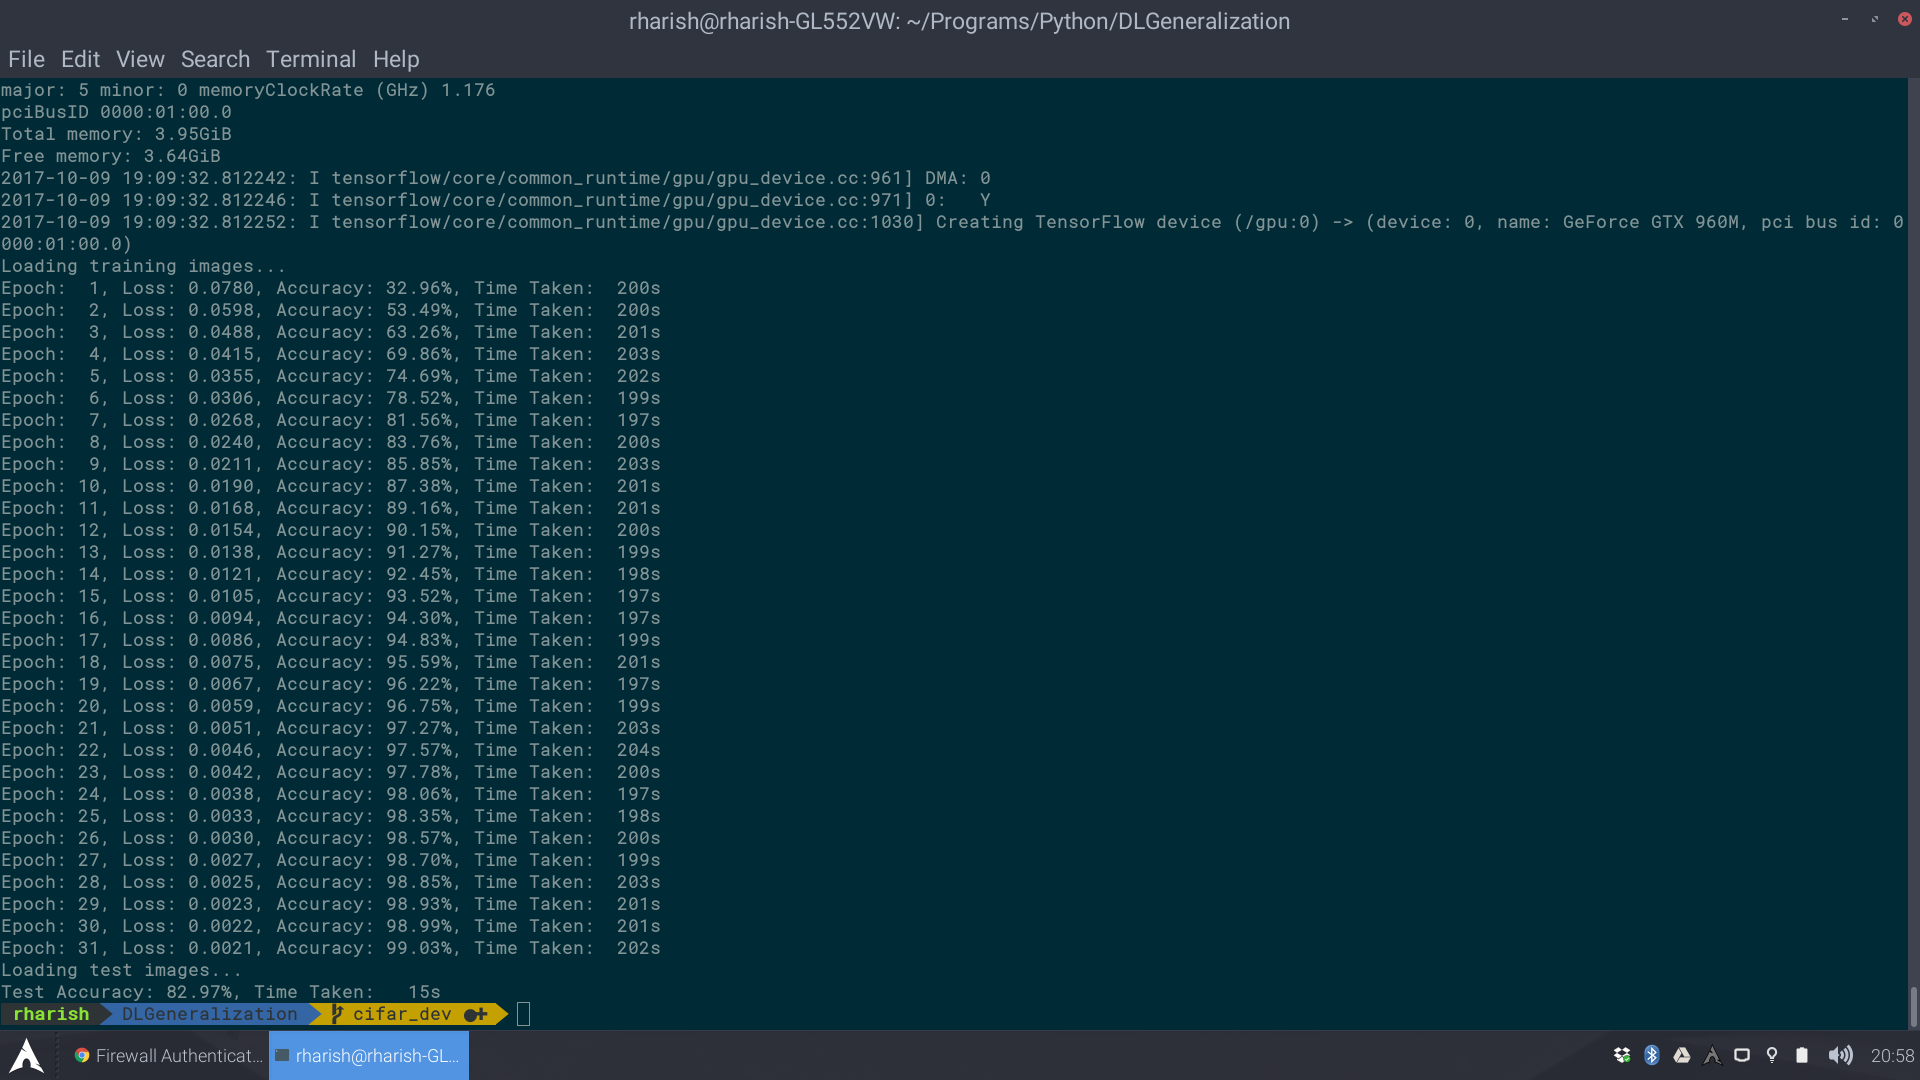 rharish@rharish-GL552VW: ~/Programs/Python/DLGeneralization
File Edit View Search Terminal Help
major: 5 minor: 0 memoryClockRate (GHz) 1.176
pciBusID 0000:01:00.0
Total memory: 3.95GiB
Free memory: 3.64GiB
2017-10-09 19:09:32.812242: I tensorflow/core/common_runtime/gpu/gpu_device.cc:961] DMA: 0
2017-10-09 19:09:32.812246: I tensorflow/core/common_runtime/gpu/gpu_device.cc:971] 0:   Y
2017-10-09 19:09:32.812252: I tensorflow/core/common_runtime/gpu/gpu_device.cc:1030] Creating TensorFlow device (/gpu:0) -> (device: 0, name: GeForce GTX 960M, pci bus id: 0
000:01:00.0)
Loading training images...
Epoch:  1, Loss: 0.0780, Accuracy: 32.96%, Time Taken:  200s
Epoch:  2, Loss: 0.0598, Accuracy: 53.49%, Time Taken:  200s
Epoch:  3, Loss: 0.0488, Accuracy: 63.26%, Time Taken:  201s
Epoch:  4, Loss: 0.0415, Accuracy: 69.86%, Time Taken:  203s
Epoch:  5, Loss: 0.0355, Accuracy: 74.69%, Time Taken:  202s
Epoch:  6, Loss: 0.0306, Accuracy: 78.52%, Time Taken:  199s
Epoch:  7, Loss: 0.0268, Accuracy: 81.56%, Time Taken:  197s
Epoch:  8, Loss: 0.0240, Accuracy: 83.76%, Time Taken:  200s
Epoch:  9, Loss: 0.0211, Accuracy: 85.85%, Time Taken:  203s
Epoch: 10, Loss: 0.0190, Accuracy: 87.38%, Time Taken:  201s
Epoch: 11, Loss: 0.0168, Accuracy: 89.16%, Time Taken:  201s
Epoch: 12, Loss: 0.0154, Accuracy: 90.15%, Time Taken:  200s
Epoch: 13, Loss: 0.0138, Accuracy: 91.27%, Time Taken:  199s
Epoch: 14, Loss: 0.0121, Accuracy: 92.45%, Time Taken:  198s
Epoch: 15, Loss: 0.0105, Accuracy: 93.52%, Time Taken:  197s
Epoch: 16, Loss: 0.0094, Accuracy: 94.30%, Time Taken:  197s
Epoch: 17, Loss: 0.0086, Accuracy: 94.83%, Time Taken:  199s
Epoch: 18, Loss: 0.0075, Accuracy: 95.59%, Time Taken:  201s
Epoch: 19, Loss: 0.0067, Accuracy: 96.22%, Time Taken:  197s
Epoch: 20, Loss: 0.0059, Accuracy: 96.75%, Time Taken:  199s
Epoch: 21, Loss: 0.0051, Accuracy: 97.27%, Time Taken:  203s
Epoch: 22, Loss: 0.0046, Accuracy: 97.57%, Time Taken:  204s
Epoch: 23, Loss: 0.0042, Accuracy: 97.78%, Time Taken:  200s
Epoch: 24, Loss: 0.0038, Accuracy: 98.06%, Time Taken:  197s
Epoch: 25, Loss: 0.0033, Accuracy: 98.35%, Time Taken:  198s
Epoch: 26, Loss: 0.0030, Accuracy: 98.57%, Time Taken:  200s
Epoch: 27, Loss: 0.0027, Accuracy: 98.70%, Time Taken:  199s
Epoch: 28, Loss: 0.0025, Accuracy: 98.85%, Time Taken:  203s
Epoch: 29, Loss: 0.0023, Accuracy: 98.93%, Time Taken:  201s
Epoch: 30, Loss: 0.0022, Accuracy: 98.99%, Time Taken:  201s
Epoch: 31, Loss: 0.0021, Accuracy: 99.03%, Time Taken:  202s
Loading test images...
Test Accuracy: 82.97%, Time Taken:   15s
rharish DLGeneralization cifar_dev
Firewall Authenticat... rharish@rharish-GL... 20:58